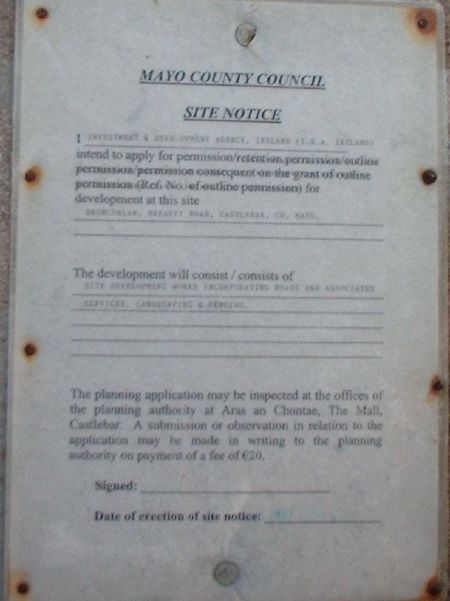 MAYO COUNTY COUNCIL
SITE NOTICE
I INVESTMENT & DEVELOPMENT AGENCY, IRELAND (I.D.A. IRELAND)
intend to apply for permission/retention permission/outline
permission/permission consequent on the grant of outline
permission (Ref. No. of outline permission) for
development at this site
BREAFFY ROAD, CASTLEBAR, CO. MAYO.
The development will consist / consists of
SITE DEVELOPMENT WORKS INCORPORATING ROADS AND ASSOCIATED
SERVICES, LANDSCAPING & FENCING.
The planning application may be inspected at the offices of
the planning authority at Aras an Chontae, The Mall,
Castlebar. A submission or observation in relation to the
application may be made in writing to the planning
authority on payment of a fee of €20.
Signed:
Date of erection of site notice: